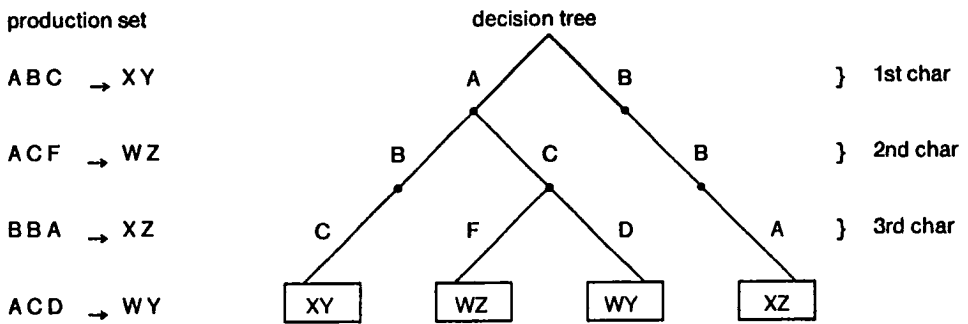 production set
decision tree
A B C → X Y
A
B
} 1st char
A C F → W Z
B
C
B
} 2nd char
B B A → X Z
C
F
D
A
} 3rd char
A C D → W Y
XY
WZ
WY
XZ